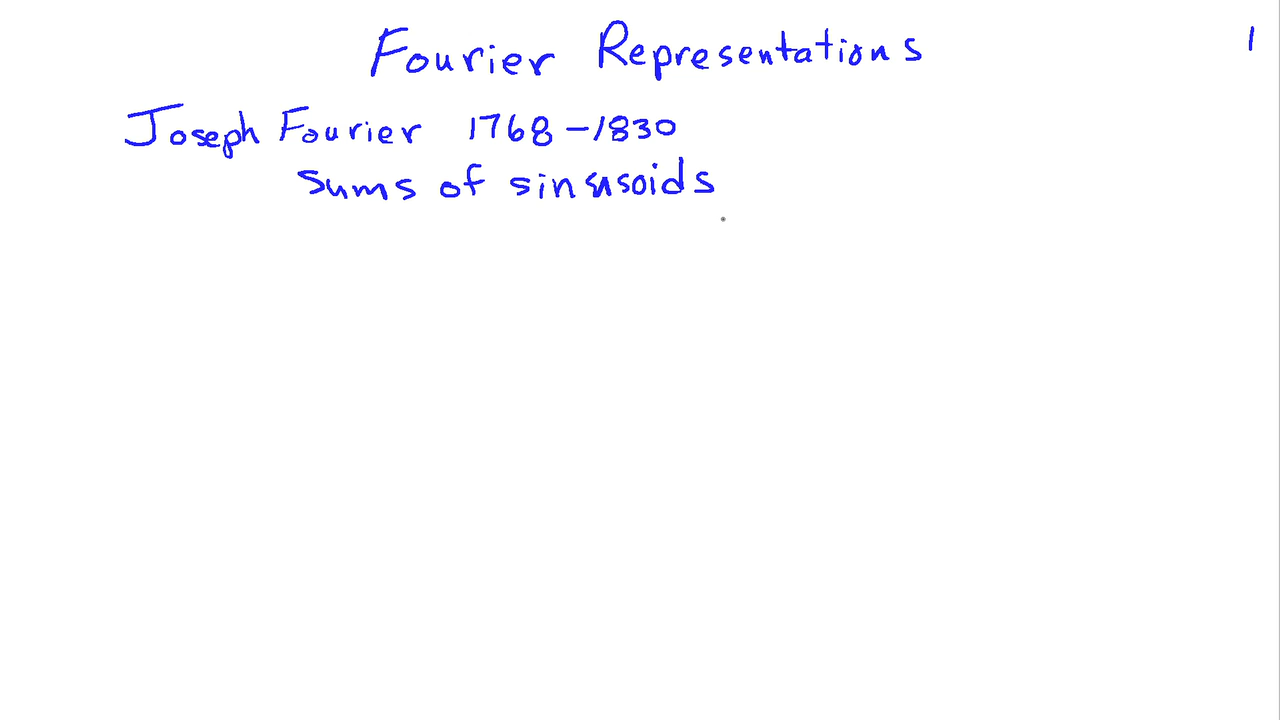 Fourier Representations 1
Joseph Fourier 1768-1830
Sums of sinusoids